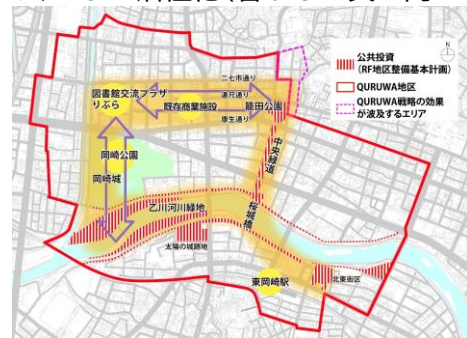 公共投資
(RF地区整備基本計画)
QURUWA地区
QURUWA戦略の効果
が波及するエリア
N
二七市通り
図書館交流プラザ
りぶら
連尺通り
既存商業施設
籠田公園
康生通り
中央緑道
岡崎公園
岡崎城
乙川河川緑地
桜城橋
太陽の城跡地
東岡崎駅
北東街区